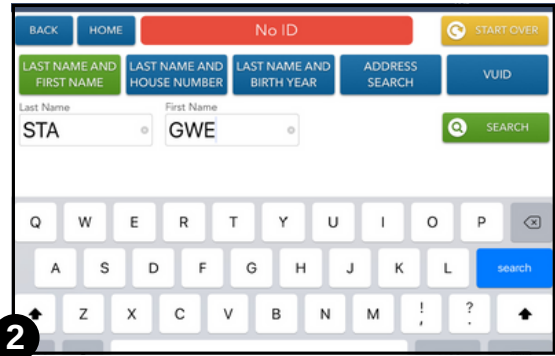 BACK HOME No ID START OVER
LAST NAME AND FIRST NAME LAST NAME AND HOUSE NUMBER LAST NAME AND BIRTH YEAR ADDRESS SEARCH VUID
Last Name First Name
STA GWE SEARCH
Q W E R T Y U I O P
A S D F G H J K L search
Z X C V B N M ! , ? .
2